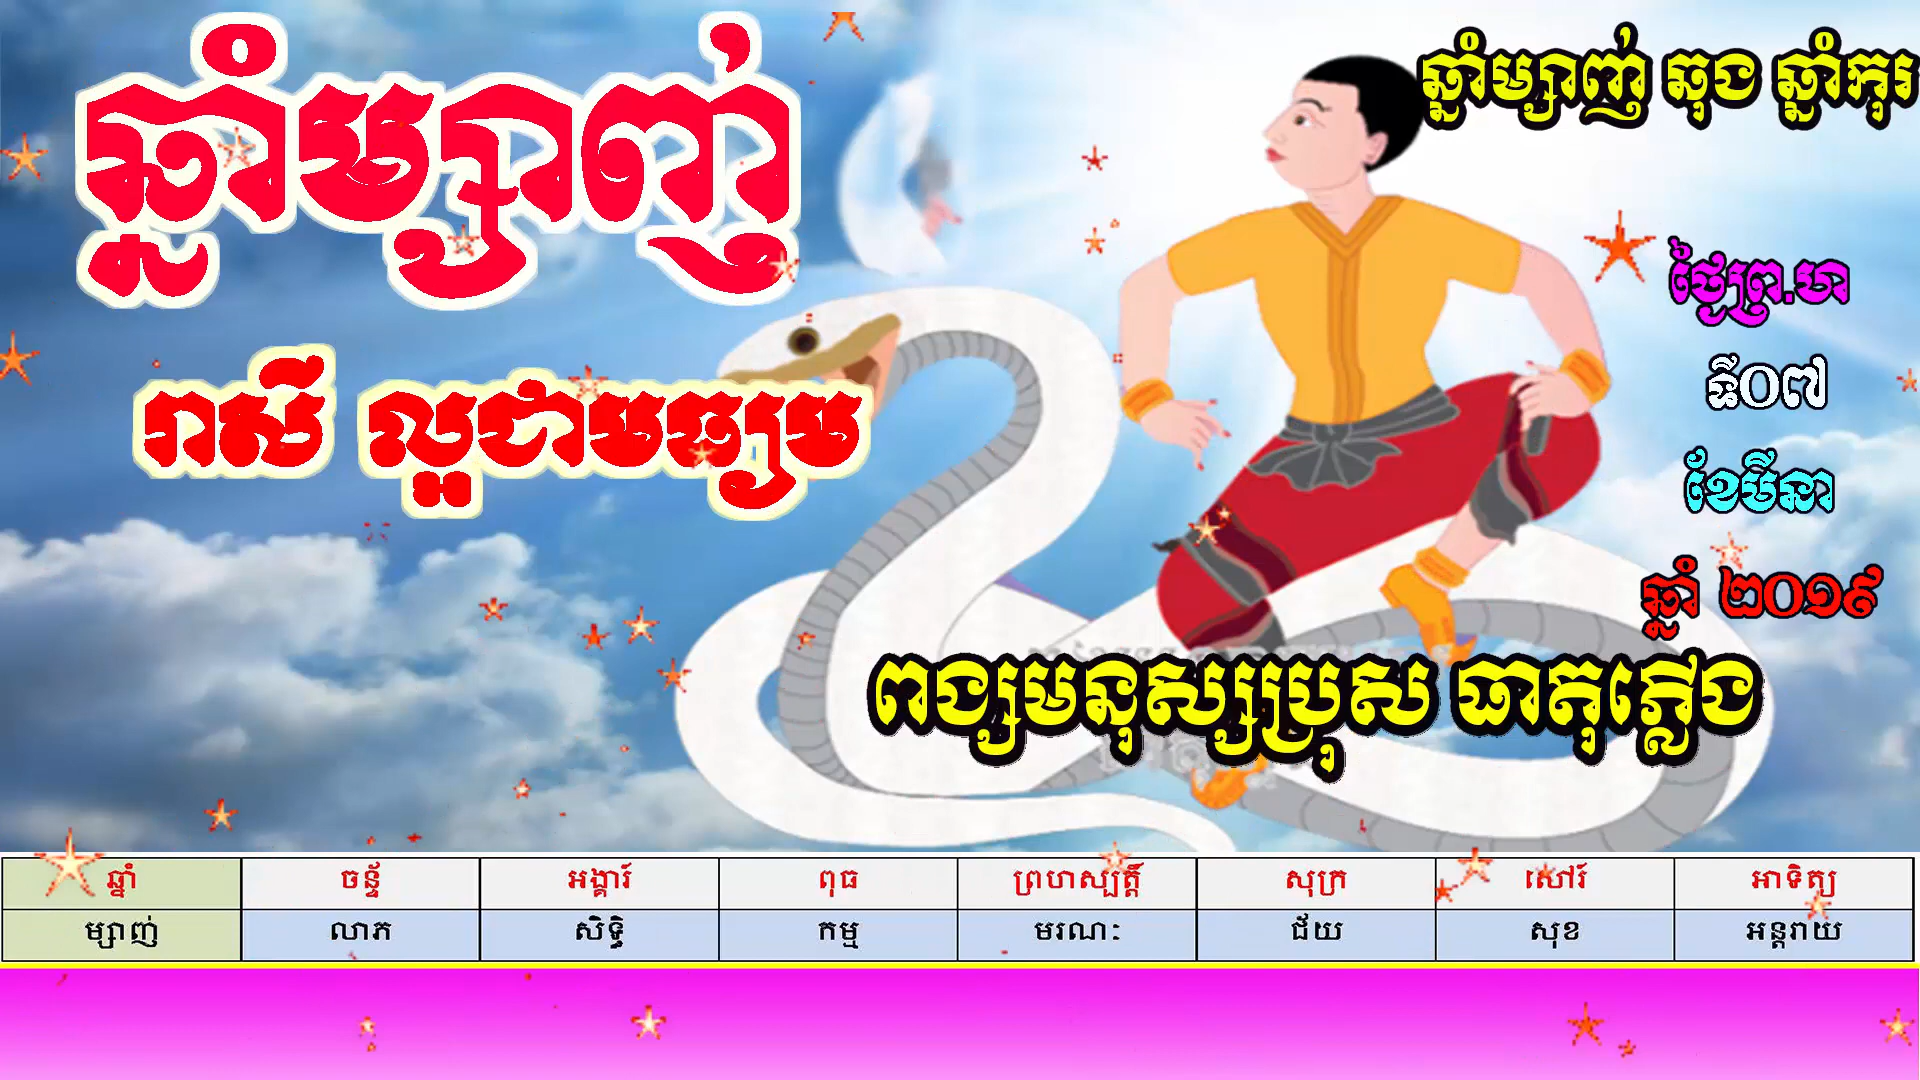 ឆ្នាំម្សាញ់
រាសី ល្អជាមធ្យម
ឆ្នាំម្សាញ់ ឆុង ឆ្នាំកុរ
ថ្ងៃព្រ.ហ
ទី០៧
ខែមីនា
ឆ្នាំ ២០១៩
ពង្សមនុស្សប្រុស ធាតុភ្លើង
ឆ្នាំ ចន្ទ័ អង្គារ៍ ពុធ ព្រហស្បត្តិ៍ សុក្រ សៅរ៍ អាទិត្យ
ម្សាញ់ លាភ សិទ្ធិ កម្ម មរណៈ ជ័យ សុខ អន្តរាយ